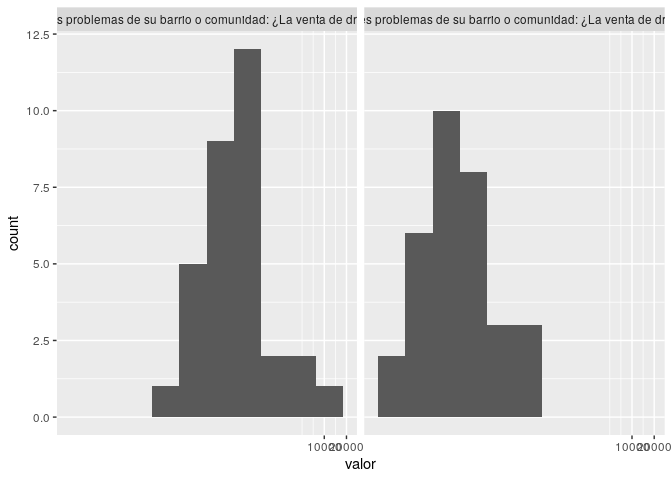 s problemas de su barrio o comunidad: ¿La venta de dr
es problemas de su barrio o comunidad: ¿La venta de dr
12.5
10.0
7.5
5.0
2.5
0.0
count
10000 20000
10000 20000
valor